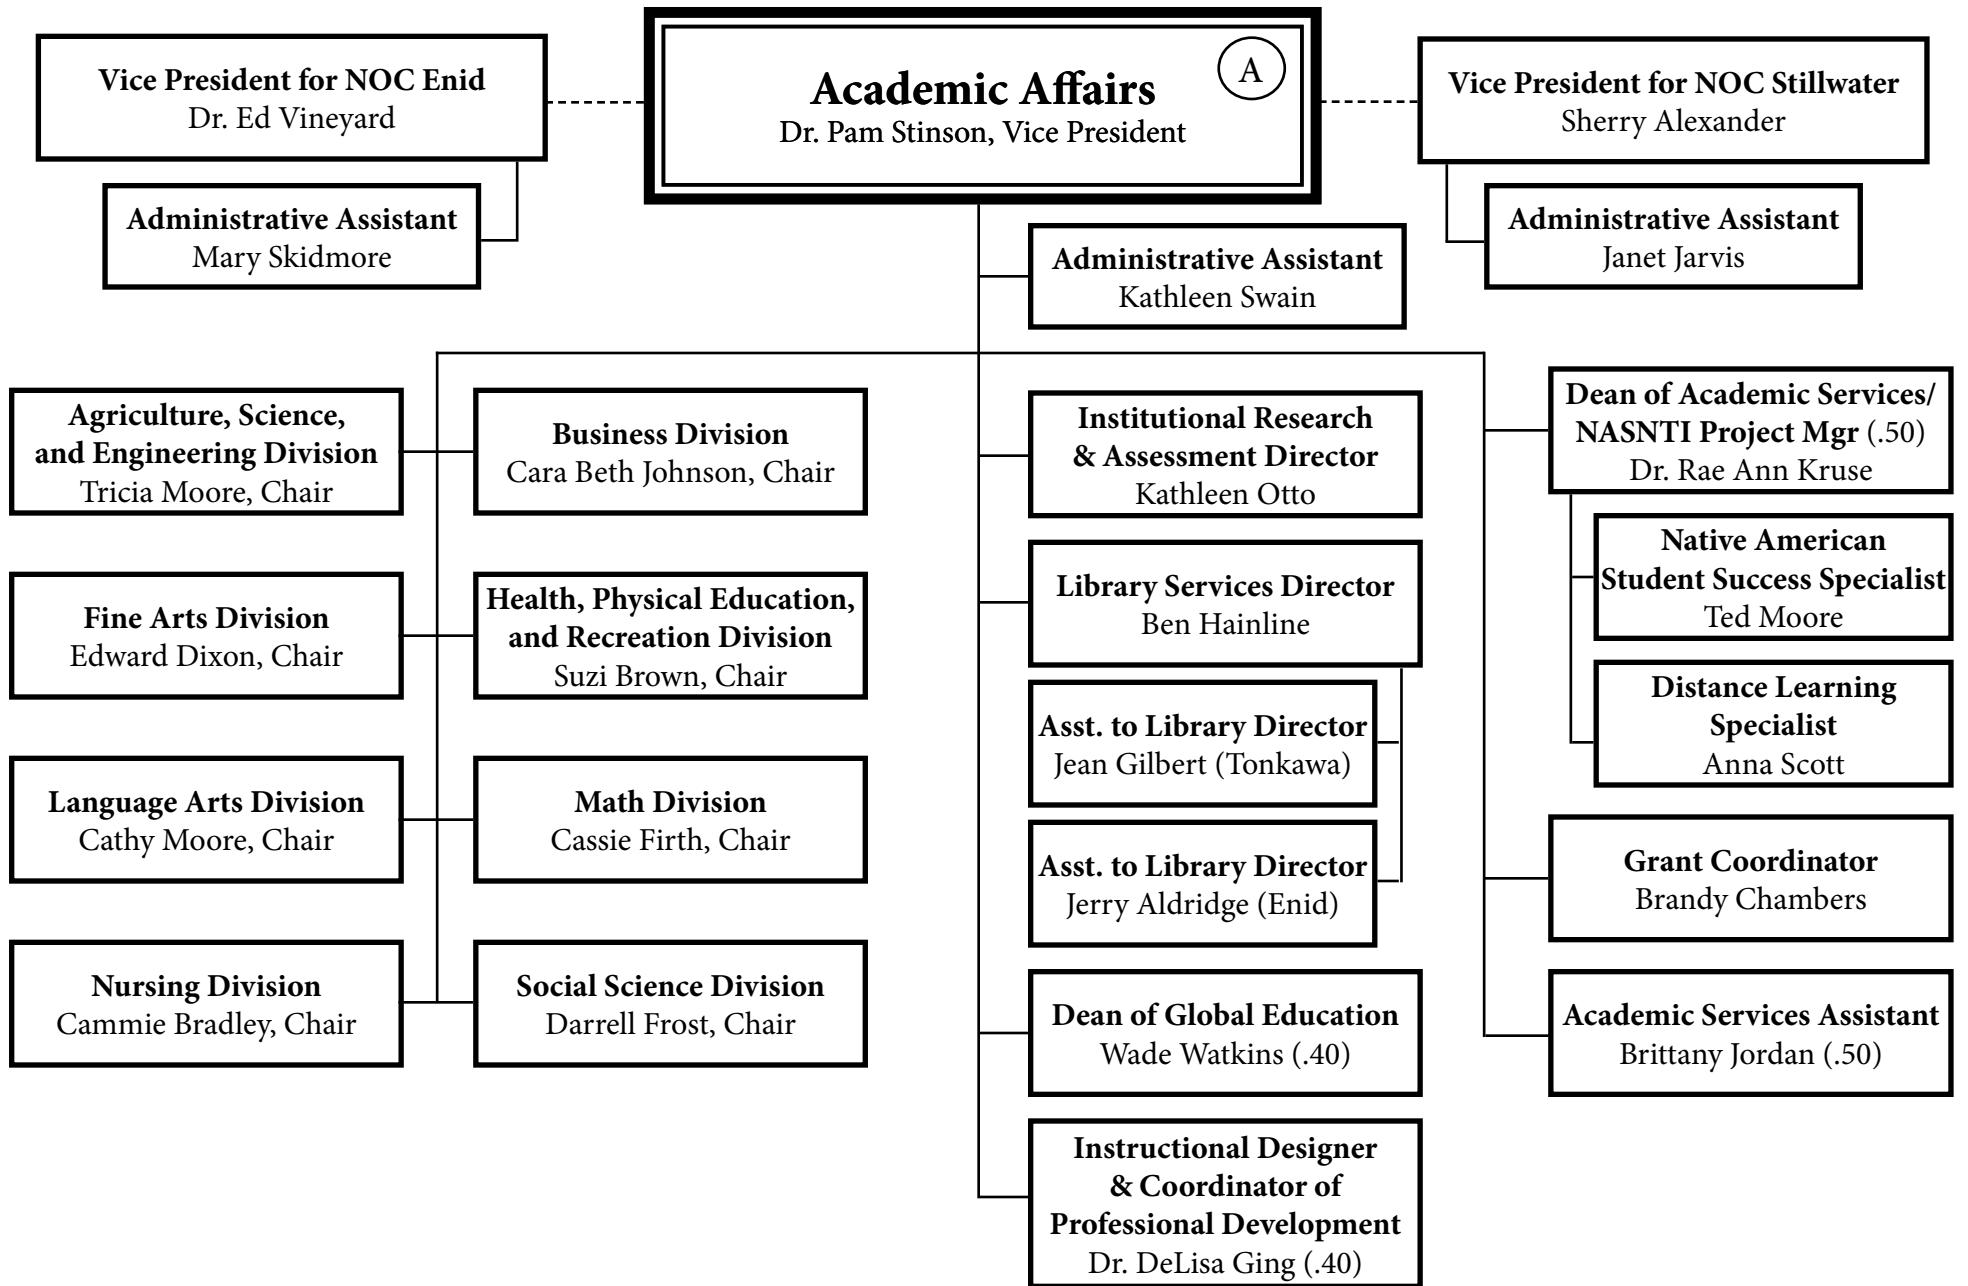 Vice President for NOC Enid
Dr. Ed Vineyard
Administrative Assistant
Mary Skidmore
Academic Affairs
Dr. Pam Stinson, Vice President
A
Vice President for NOC Stillwater
Sherry Alexander
Administrative Assistant
Janet Jarvis
Administrative Assistant
Kathleen Swain
Agriculture, Science,
and Engineering Division
Tricia Moore, Chair
Business Division
Cara Beth Johnson, Chair
Fine Arts Division
Edward Dixon, Chair
Health, Physical Education,
and Recreation Division
Suzi Brown, Chair
Language Arts Division
Cathy Moore, Chair
Math Division
Cassie Firth, Chair
Nursing Division
Cammie Bradley, Chair
Social Science Division
Darrell Frost, Chair
Institutional Research
& Assessment Director
Kathleen Otto
Library Services Director
Ben Hainline
Asst. to Library Director
Jean Gilbert (Tonkawa)
Asst. to Library Director
Jerry Aldridge (Enid)
Dean of Global Education
Wade Watkins (.40)
Instructional Designer
& Coordinator of
Professional Development
Dr. DeLisa Ging (.40)
Dean of Academic Services/
NASNTI Project Mgr (.50)
Dr. Rae Ann Kruse
Native American
Student Success Specialist
Ted Moore
Distance Learning
Specialist
Anna Scott
Grant Coordinator
Brandy Chambers
Academic Services Assistant
Brittany Jordan (.50)